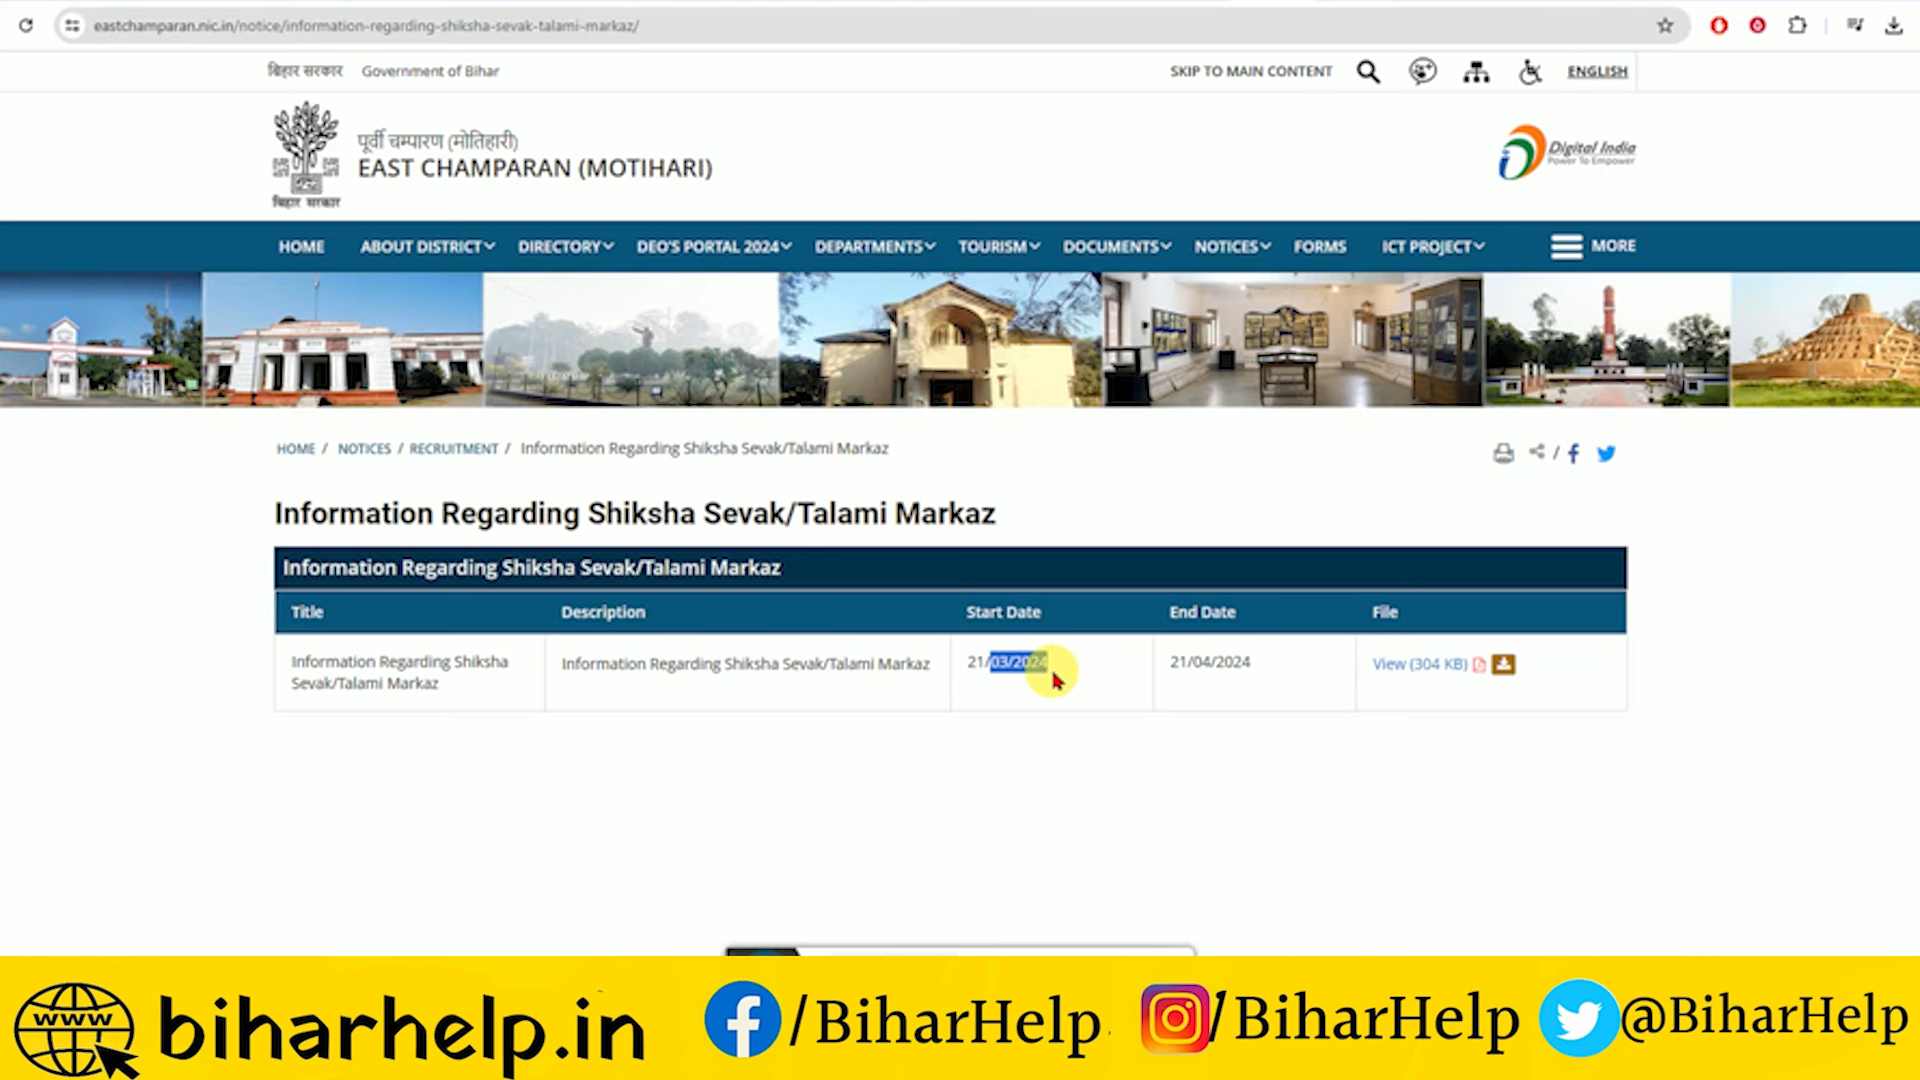 eastchamparan.nic.in/notice/information-regarding-shiksha-sevak-talami-markaz/
बिहार सरकार Government of Bihar
SKIP TO MAIN CONTENT ENGLISH
पूर्वी चम्पारण (मोतिहारी)
EAST CHAMPARAN (MOTIHARI)
बिहार सरकार
Digital India
Power To Empower
HOME ABOUT DISTRICT DIRECTORY DEO'S PORTAL 2024 DEPARTMENTS TOURISM DOCUMENTS NOTICES FORMS ICT PROJECT MORE
HOME / NOTICES / RECRUITMENT / Information Regarding Shiksha Sevak/Talami Markaz
Information Regarding Shiksha Sevak/Talami Markaz
Information Regarding Shiksha Sevak/Talami Markaz
Title Description Start Date End Date File
Information Regarding Shiksha Sevak/Talami Markaz
Information Regarding Shiksha Sevak/Talami Markaz 21/03/2024 21/04/2024 View (304 KB)
www biharhelp.in /BiharHelp /BiharHelp @BiharHelp